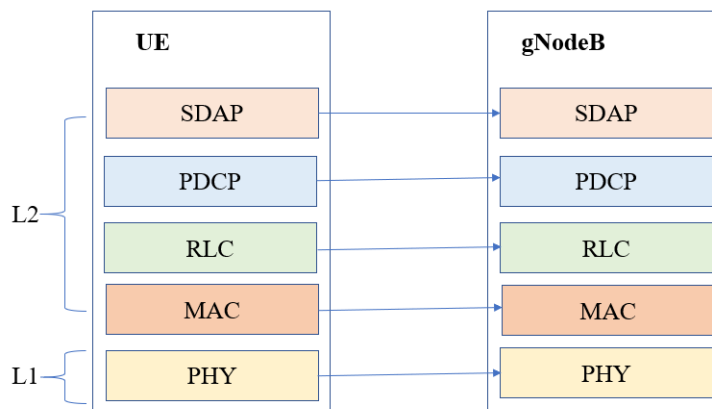 UE
gNodeB
SDAP
SDAP
PDCP
PDCP
L2
RLC
RLC
MAC
MAC
L1
PHY
PHY